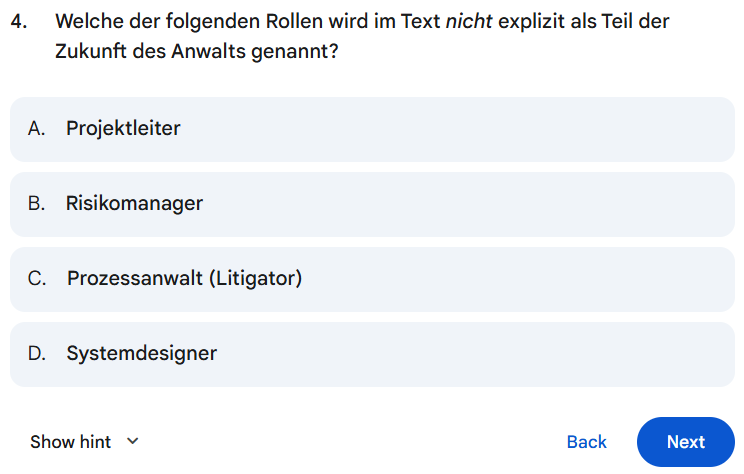 4. Welche der folgenden Rollen wird im Text nicht explizit als Teil der
Zukunft des Anwalts genannt?
A. Projektleiter
B. Risikomanager
C. Prozessanwalt (Litigator)
D. Systemdesigner
Show hint
Back
Next